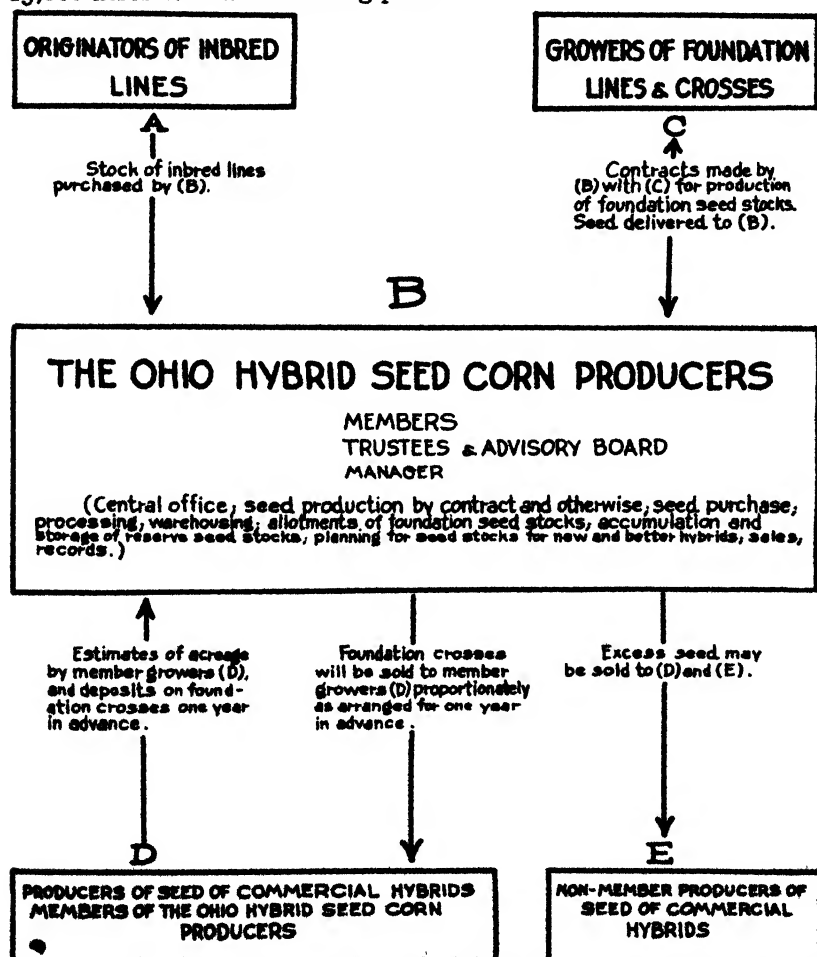 ORIGINATORS OF INBRED
LINES
GROWERS OF FOUNDATION
LINES & CROSSES
A
Stock of inbred lines
purchased by (B).
C
Contracts made by
(B) with (C) for production
of foundation seed stocks.
Seed delivered to (B).
B
THE OHIO HYBRID SEED CORN PRODUCERS
MEMBERS
TRUSTEES & ADVISORY BOARD
MANAGER
(Central office; seed production by contract and otherwise; seed purchase;
processing; warehousing; allotments of foundation seed stocks; accumulation and
storage of reserve seed stocks; planning for seed stocks for new and better hybrids; sales;
records.)
Estimates of acreage
by member growers (D),
and deposits on found-
ation crosses one year
in advance.
Foundation crosses
will be sold to member
growers (D) proportionately
as arranged for one year
in advance.
Excess seed may
be sold to (D) and (E).
D
PRODUCERS OF SEED OF COMMERCIAL HYBRIDS
MEMBERS OF THE OHIO HYBRID SEED CORN
PRODUCERS
E
NON-MEMBER PRODUCERS OF
SEED OF COMMERCIAL
HYBRIDS